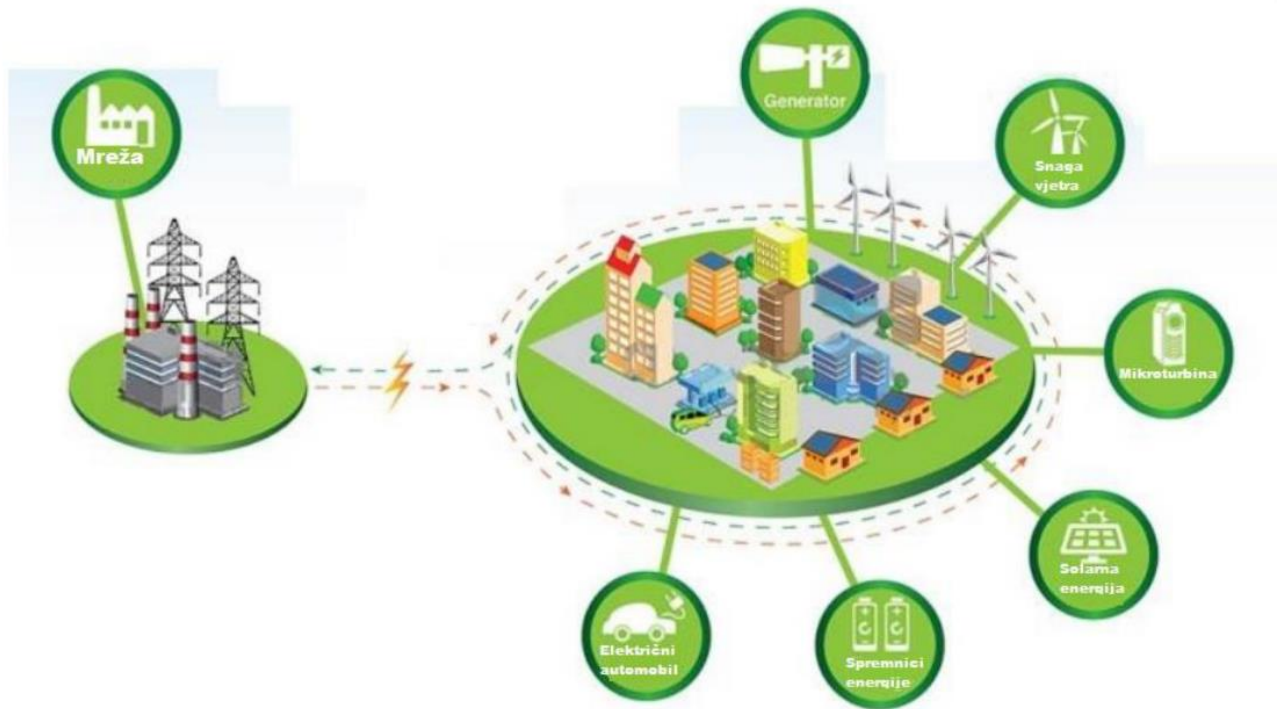 Mreža
Generator
Snaga
vjetra
Mikroturbina
Solarna
energija
Električni
automobil
Spremnici
energije